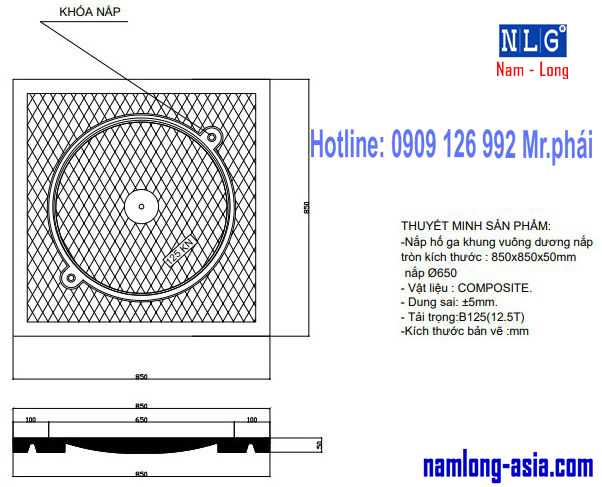 KHÓA NẮP
NLG®
Nam - Long
Hotline: 0909 126 992 Mr.phái
125 KN
850
850
THUYẾT MINH SẢN PHẨM:
-Nắp hố ga khung vuông dương nắp
tròn kích thước : 850x850x50mm
nắp Ø650
- Vật liệu : COMPOSITE.
- Dung sai: ±5mm.
- Tải trọng:B125(12.5T)
-Kích thước bản vẽ :mm
850
100
650
100
50
850
namlong-asia.com